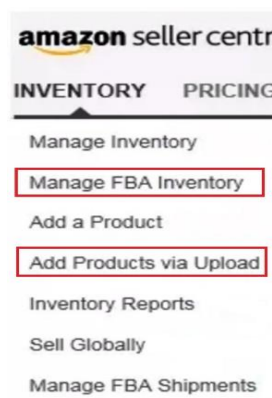 amazon seller centr
INVENTORY PRICING
Manage Inventory
Manage FBA Inventory
Add a Product
Add Products via Upload
Inventory Reports
Sell Globally
Manage FBA Shipments